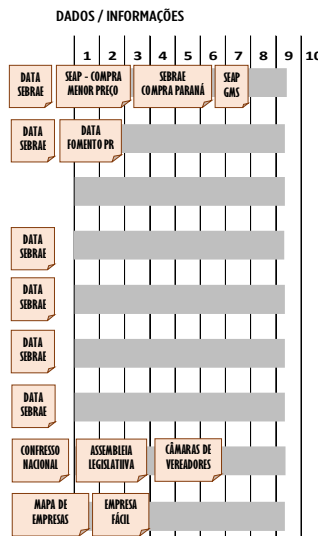 DADOS / INFORMAÇÕES
1 2 3 4 5 6 7 8 9 10
DATA
SEBRAE
SEAP - COMPRA
MENOR PREÇO
SEBRAE
COMPRA PARANÁ
SEAP
GMS
DATA
SEBRAE
DATA
FOMENTO PR
DATA
SEBRAE
DATA
SEBRAE
DATA
SEBRAE
DATA
SEBRAE
CONFRESSO
NACIONAL
ASSEMBLEIA
LEGISLATIIVA
CÂMARAS DE
VEREADORES
MAPA DE
EMPRESAS
EMPRESA
FÁCIL